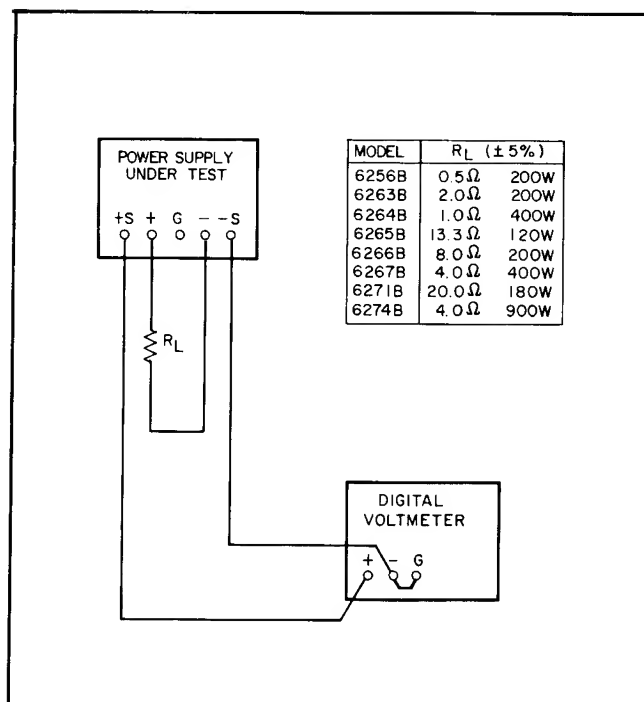 POWER SUPPLY
UNDER TEST
+S + G − −S
RL
MODEL RL (±5%)
6256B 0.5Ω 200W
6263B 2.0Ω 200W
6264B 1.0Ω 400W
6265B 13.3Ω 120W
6266B 8.0Ω 200W
6267B 4.0Ω 400W
6271B 20.0Ω 180W
6274B 4.0Ω 900W
DIGITAL
VOLTMETER
+ − G